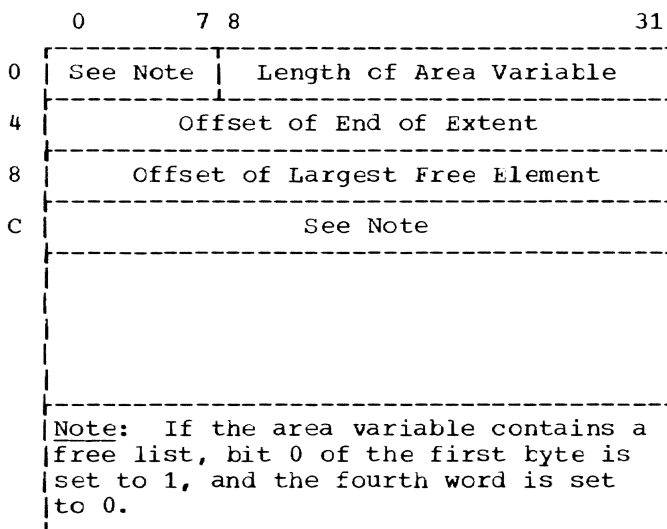 0 7 8 31
0 See Note Length of Area Variable
4 Offset of End of Extent
8 Offset of Largest Free Element
C See Note
Note: If the area variable contains a
free list, bit 0 of the first byte is
set to 1, and the fourth word is set
to 0.